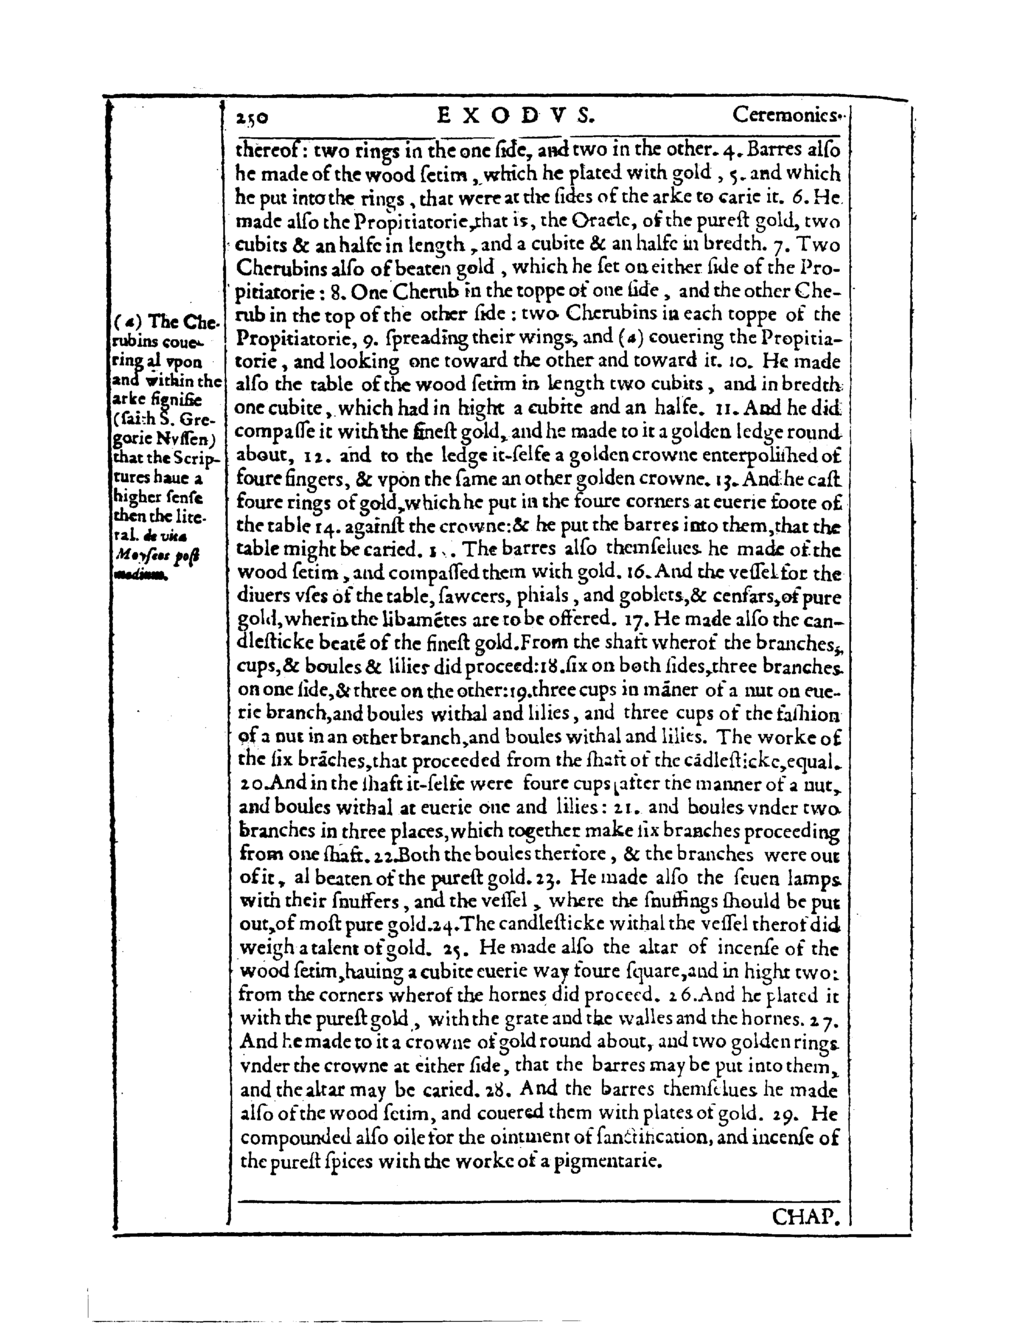 250 EXODVS. Ceremonies.
thereof: two rings in the one ſide, and two in the other. 4. Barres alſo
he made of the wood ſetim, which he plated with gold, 5. and which
he put into the rings, that were at the ſides of the arke to carie it. 6. He
made alſo the Propitiatorie, that is, the Oracle, of the pureſt gold, two
cubits & an halfe in length, and a cubite & an halfe in bredth. 7. Two
Cherubins alſo of beaten gold, which he ſet on either ſide of the Pro-
pitiatorie: 8. One Cherub in the toppe of one ſide, and the other Che-
rub in the top of the other ſide: two Cherubins in each toppe of the
Propitiatorie, 9. ſpreading their wings, and (a) couering the Propitia-
torie, and looking one toward the other and toward it. 10. He made
alſo the table of the wood ſetim in length two cubits, and in bredth
one cubite, which had in hight a cubite and an halfe. 11. And he did
compaſſe it with the fineſt gold, and he made to it a golden ledge round
about, 12. and to the ledge it-ſelfe a golden crowne enterpoliſhed of
foure fingers, & vpon the ſame an other golden crowne. 13. And he caſt
foure rings of gold, which he put in the foure corners at euerie foote of
the table 14. againſt the crowne: & he put the barres into them, that the
table might be caried. 15. The barres alſo themſelues he made of the
wood ſetim, and compaſſed them with gold. 16. And the veſſel for the
diuers vſes of the table, ſawcers, phials, and goblets, & cenſars, of pure
gold, wherin the libamētes are to be offered. 17. He made alſo the can-
dleſticke beatē of the fineſt gold. From the shaft wherof the branches,
cups, & boules & lilies did proceed: 18. ſix on both ſides, three branches
on one ſide, & three on the other: 19. three cups in māner of a nut on eue-
rie branch, and boules withal and lilies, and three cups of the faſhion
of a nut in an other branch, and boules withal and lilies. The worke of
the ſix brāches, that proceeded from the ſhaft of the cādleſticke, equal.
20. And in the ſhaft it-ſelfe were foure cups after the manner of a nut,
and boules withal at euerie one and lilies: 21. and boules vnder two
branches in three places, which together make ſix branches proceeding
from one ſhaft. 22. Both the boules therfore, & the branches were out
of it, al beaten of the pureſt gold. 23. He made alſo the ſeuen lamps
with their ſnuffers, and the veſſel, where the ſnuffings ſhould be put
out, of moſt pure gold. 24. The candleſticke withal the veſſel therof did
weigh a talent of gold. 25. He made alſo the altar of incenſe of the
wood ſetim, hauing a cubite euerie way foure ſquare, and in hight two:
from the corners wherof the hornes did proceed. 26. And he plated it
with the pureſt gold, with the grate and the walles and the hornes. 27.
And he made to it a crowne of gold round about, and two golden rings
vnder the crowne at either ſide, that the barres may be put into them,
and the altar may be caried. 28. And the barres themſelues he made
alſo of the wood ſetim, and couered them with plates of gold. 29. He
compounded alſo oile for the ointment of ſanctification, and incenſe of
the pureſt ſpices with the worke of a pigmentarie.
(a) The Che-
rubins coue-
ring al vpon
and within the
arke ſignifie
(ſaith S. Gre-
gorie Nyſſen)
that the Scrip-
tures haue a
higher ſenſe
then the lite-
ral. de vita
Moyſeos poſt
medium.
CHAP.